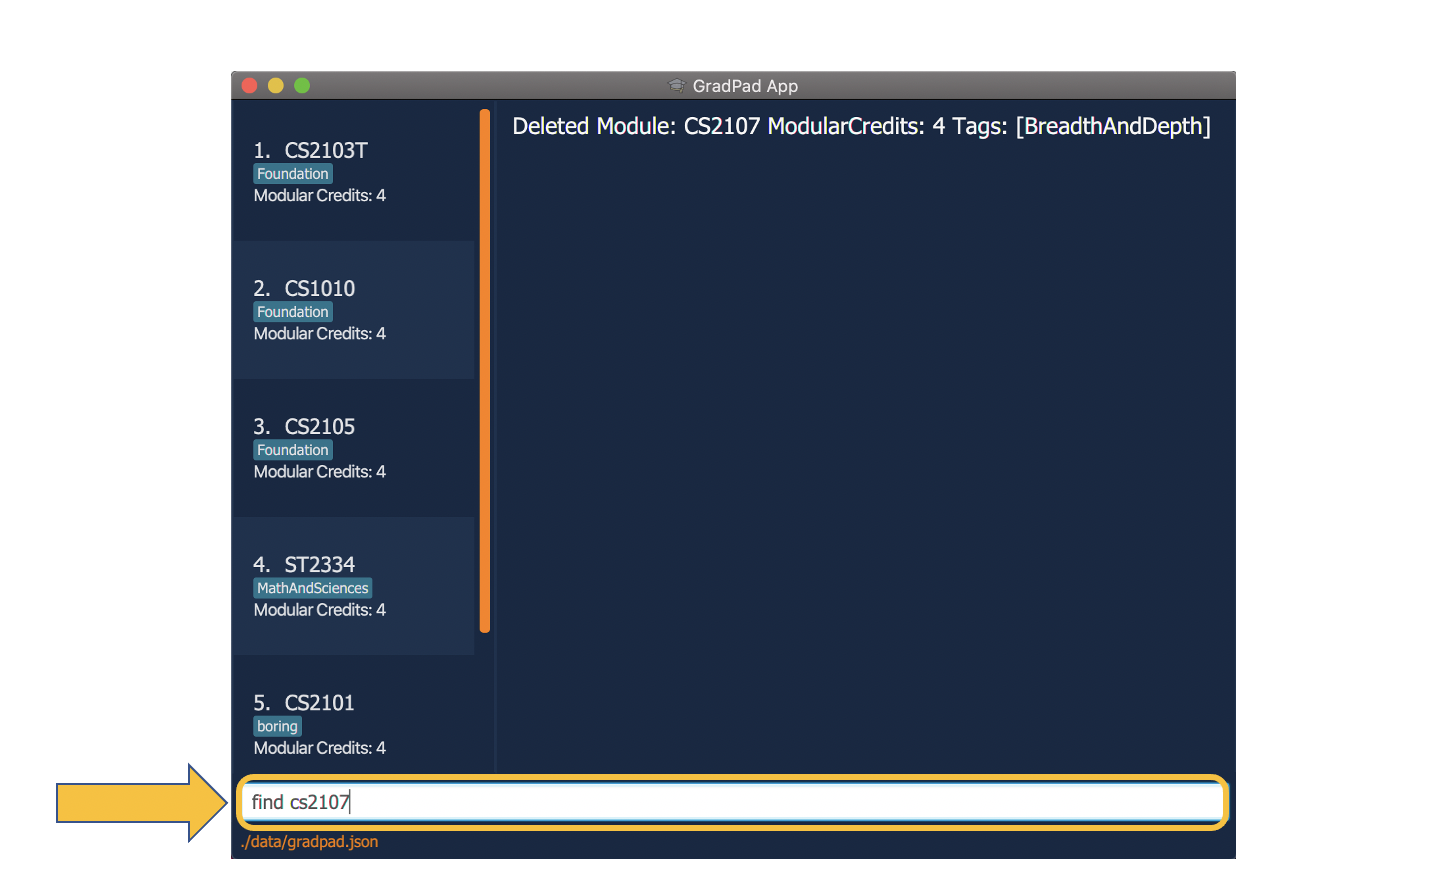 GradPad App
1. CS2103T
Foundation
Modular Credits: 4
2. CS1010
Foundation
Modular Credits: 4
3. CS2105
Foundation
Modular Credits: 4
4. ST2334
MathAndSciences
Modular Credits: 4
5. CS2101
boring
Modular Credits: 4
Deleted Module: CS2107 ModularCredits: 4 Tags: [BreadthAndDepth]
find cs2107
./data/gradpad.json